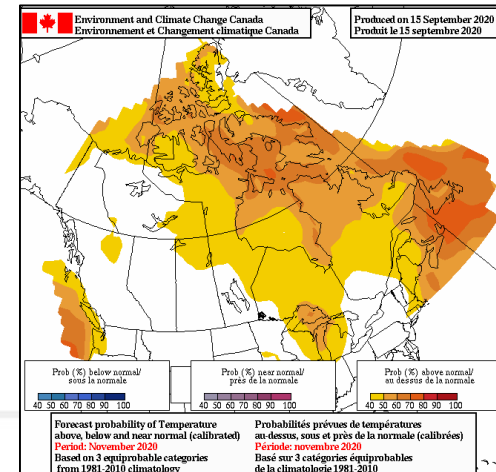 Environment and Climate Change Canada
Environnement et Changement climatique Canada
Produced on 15 September 2020
Produit le 15 septembre 2020
Prob (%) below normal/
sous la normale
40 50 60 70 80 90 100
Prob (%) near normal/
près de la normale
40 50 60 70 80 90 100
Prob (%) above normal/
au dessus de la normale
40 50 60 70 80 90 100
Forecast probability of Temperature
above, below and near normal (calibrated)
Period: November 2020
Based on 3 equiprobable categories
from 1981-2010 climatology
Probabilités prévues de températures
au-dessus, sous et près de la normale (calibrées)
Période: novembre 2020
Basé sur 3 catégories équiprobables
de la climatologie 1981-2010